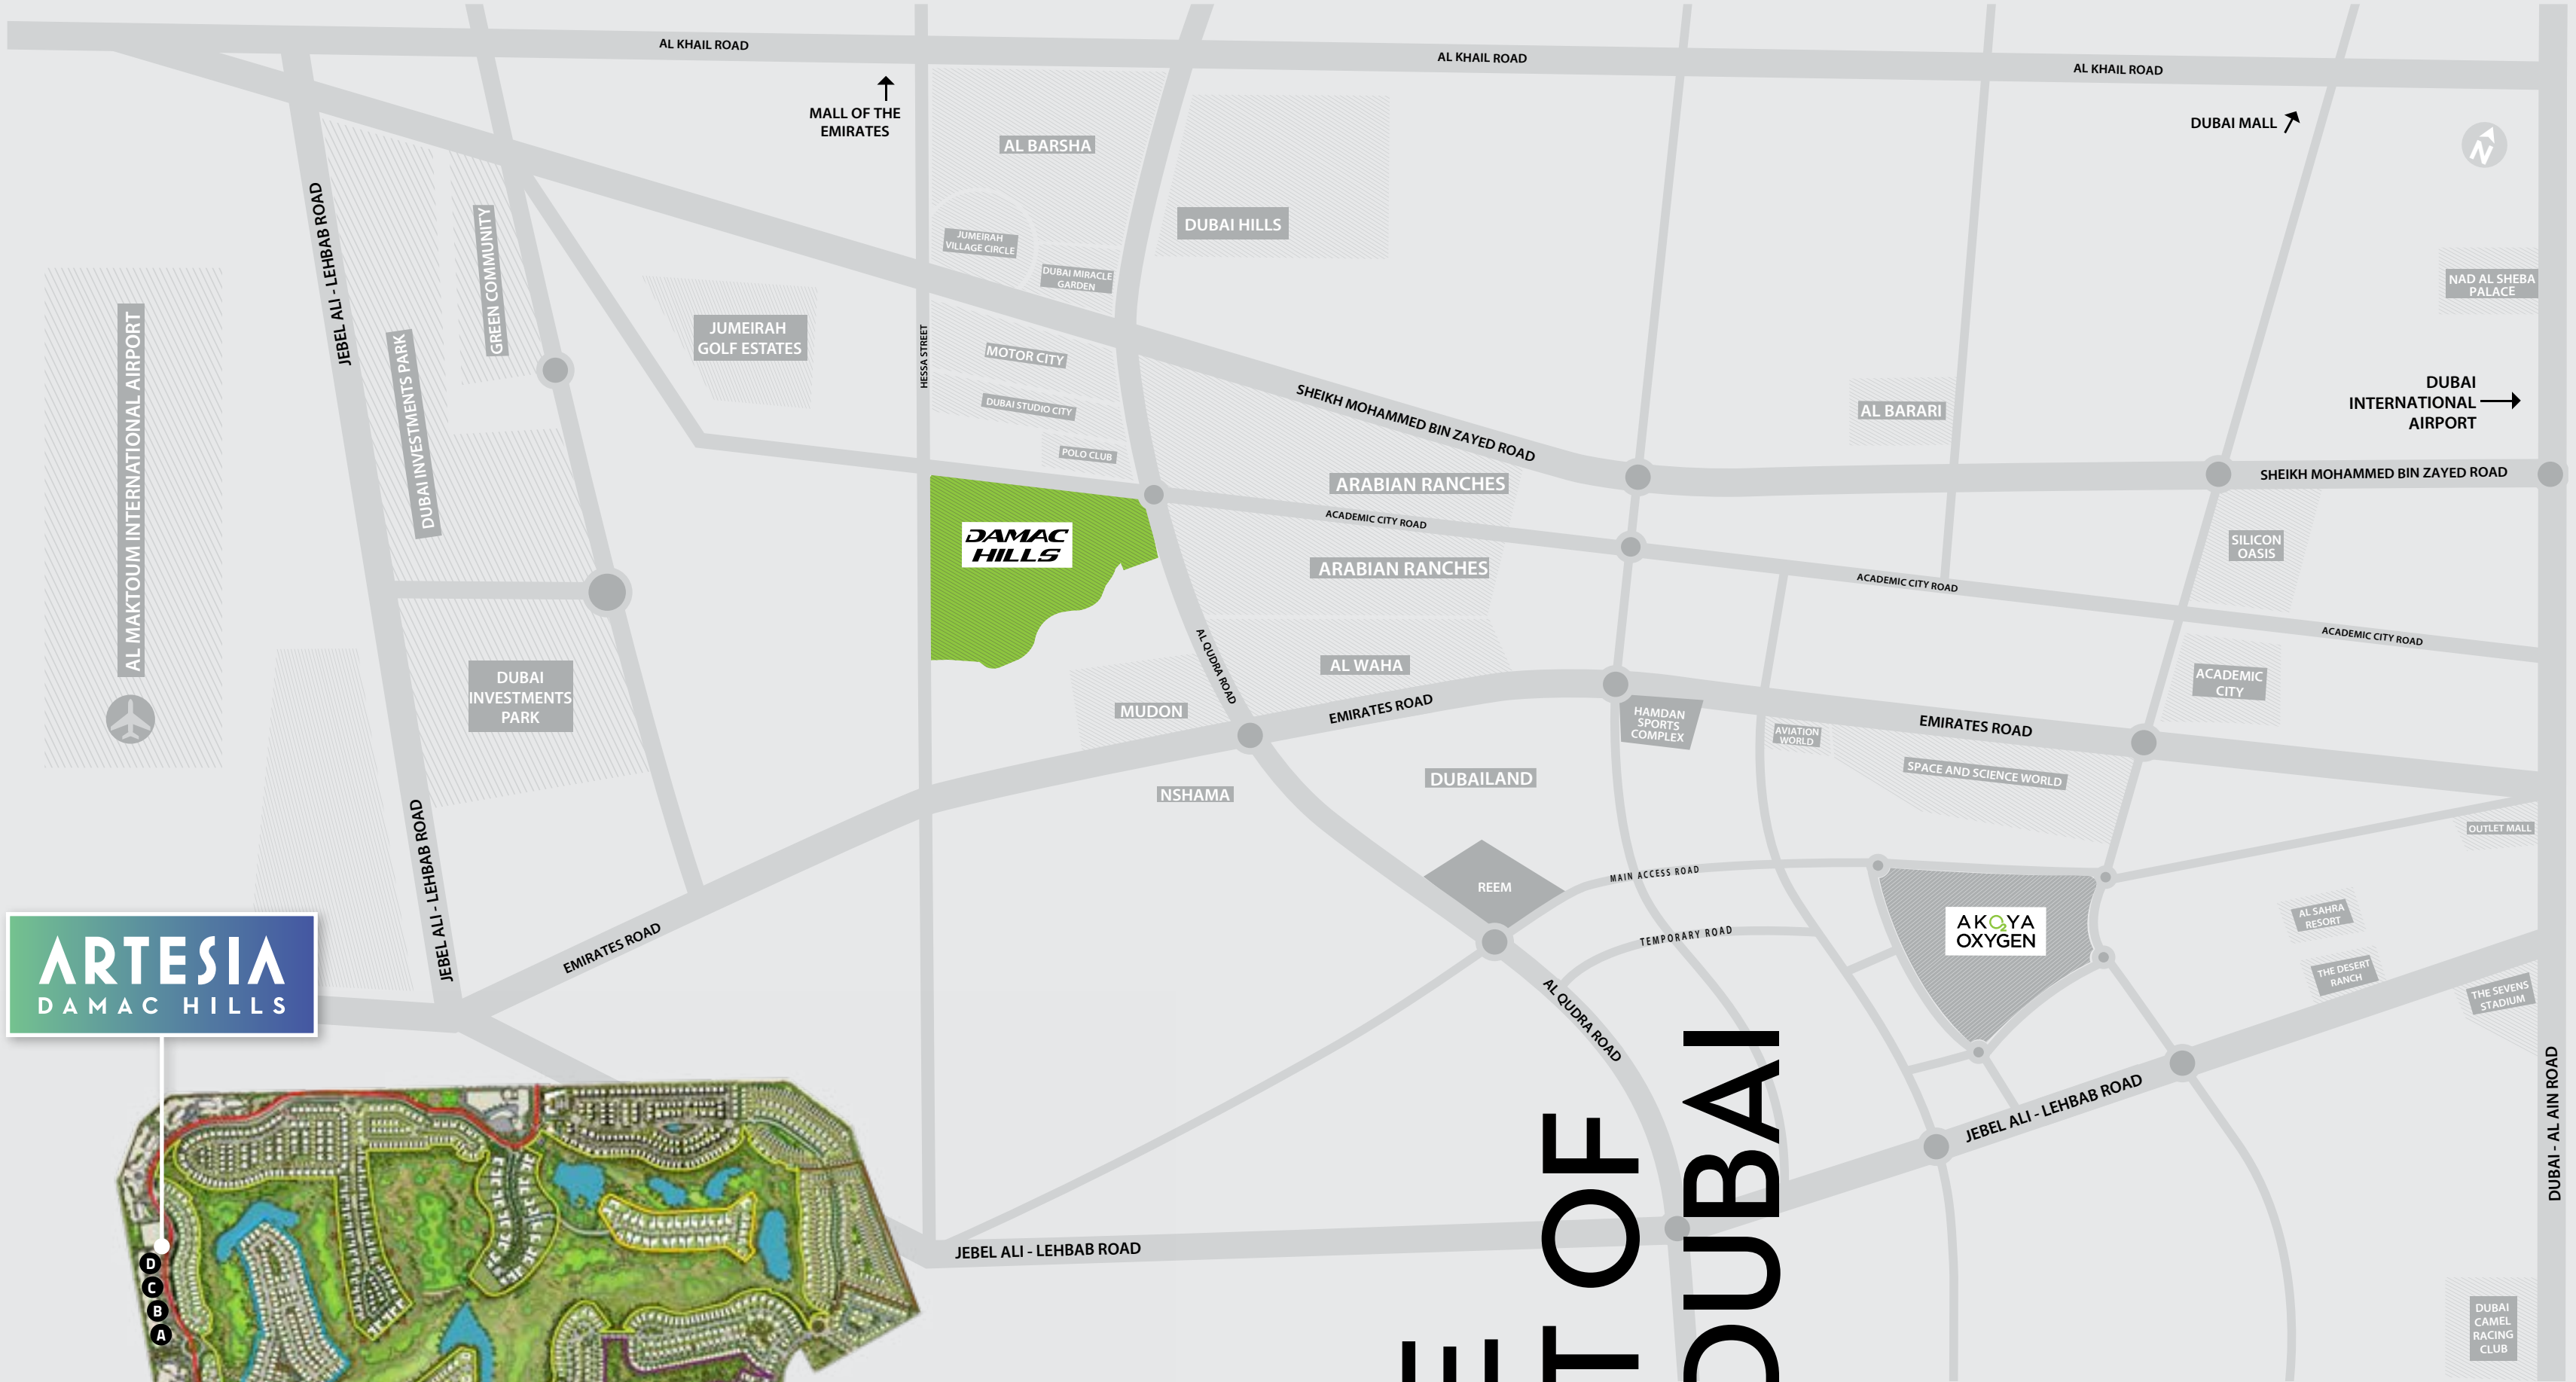 AL KHAIL ROAD
AL KHAIL ROAD
AL KHAIL ROAD
MALL OF THE
EMIRATES
DUBAI MALL
N
AL BARSHA
DUBAI HILLS
JUMEIRAH
VILLAGE CIRCLE
DUBAI MIRACLE
GARDEN
NAD AL SHEBA
PALACE
JEBEL ALI - LEHBAB ROAD
GREEN COMMUNITY
AL MAKTOUM INTERNATIONAL AIRPORT
DUBAI INVESTMENTS PARK
JUMEIRAH
GOLF ESTATES
HESSA STREET
MOTOR CITY
DUBAI STUDIO CITY
POLO CLUB
SHEIKH MOHAMMED BIN ZAYED ROAD
AL BARARI
DUBAI
INTERNATIONAL
AIRPORT
SHEIKH MOHAMMED BIN ZAYED ROAD
ARABIAN RANCHES
ACADEMIC CITY ROAD
DAMAC
HILLS
ARABIAN RANCHES
SILICON
OASIS
ACADEMIC CITY ROAD
ACADEMIC CITY ROAD
AL QUDRA ROAD
AL WAHA
DUBAI
INVESTMENTS
PARK
MUDON
EMIRATES ROAD
HAMDAN
SPORTS
COMPLEX
AVIATION
WORLD
EMIRATES ROAD
ACADEMIC
CITY
SPACE AND SCIENCE WORLD
NSHAMA
DUBAILAND
OUTLET MALL
JEBEL ALI - LEHBAB ROAD
REEM
MAIN ACCESS ROAD
TEMPORARY ROAD
AKO2YA
OXYGEN
AL SAHRA
RESORT
THE DESERT
RANCH
THE SEVENS
STADIUM
EMIRATES ROAD
ARTESIA
DAMAC HILLS
AL QUDRA ROAD
JEBEL ALI - LEHBAB ROAD
DUBAI - AL AIN ROAD
JEBEL ALI - LEHBAB ROAD
D
C
B
A
E
T OF
DUBAI
DUBAI
CAMEL
RACING
CLUB